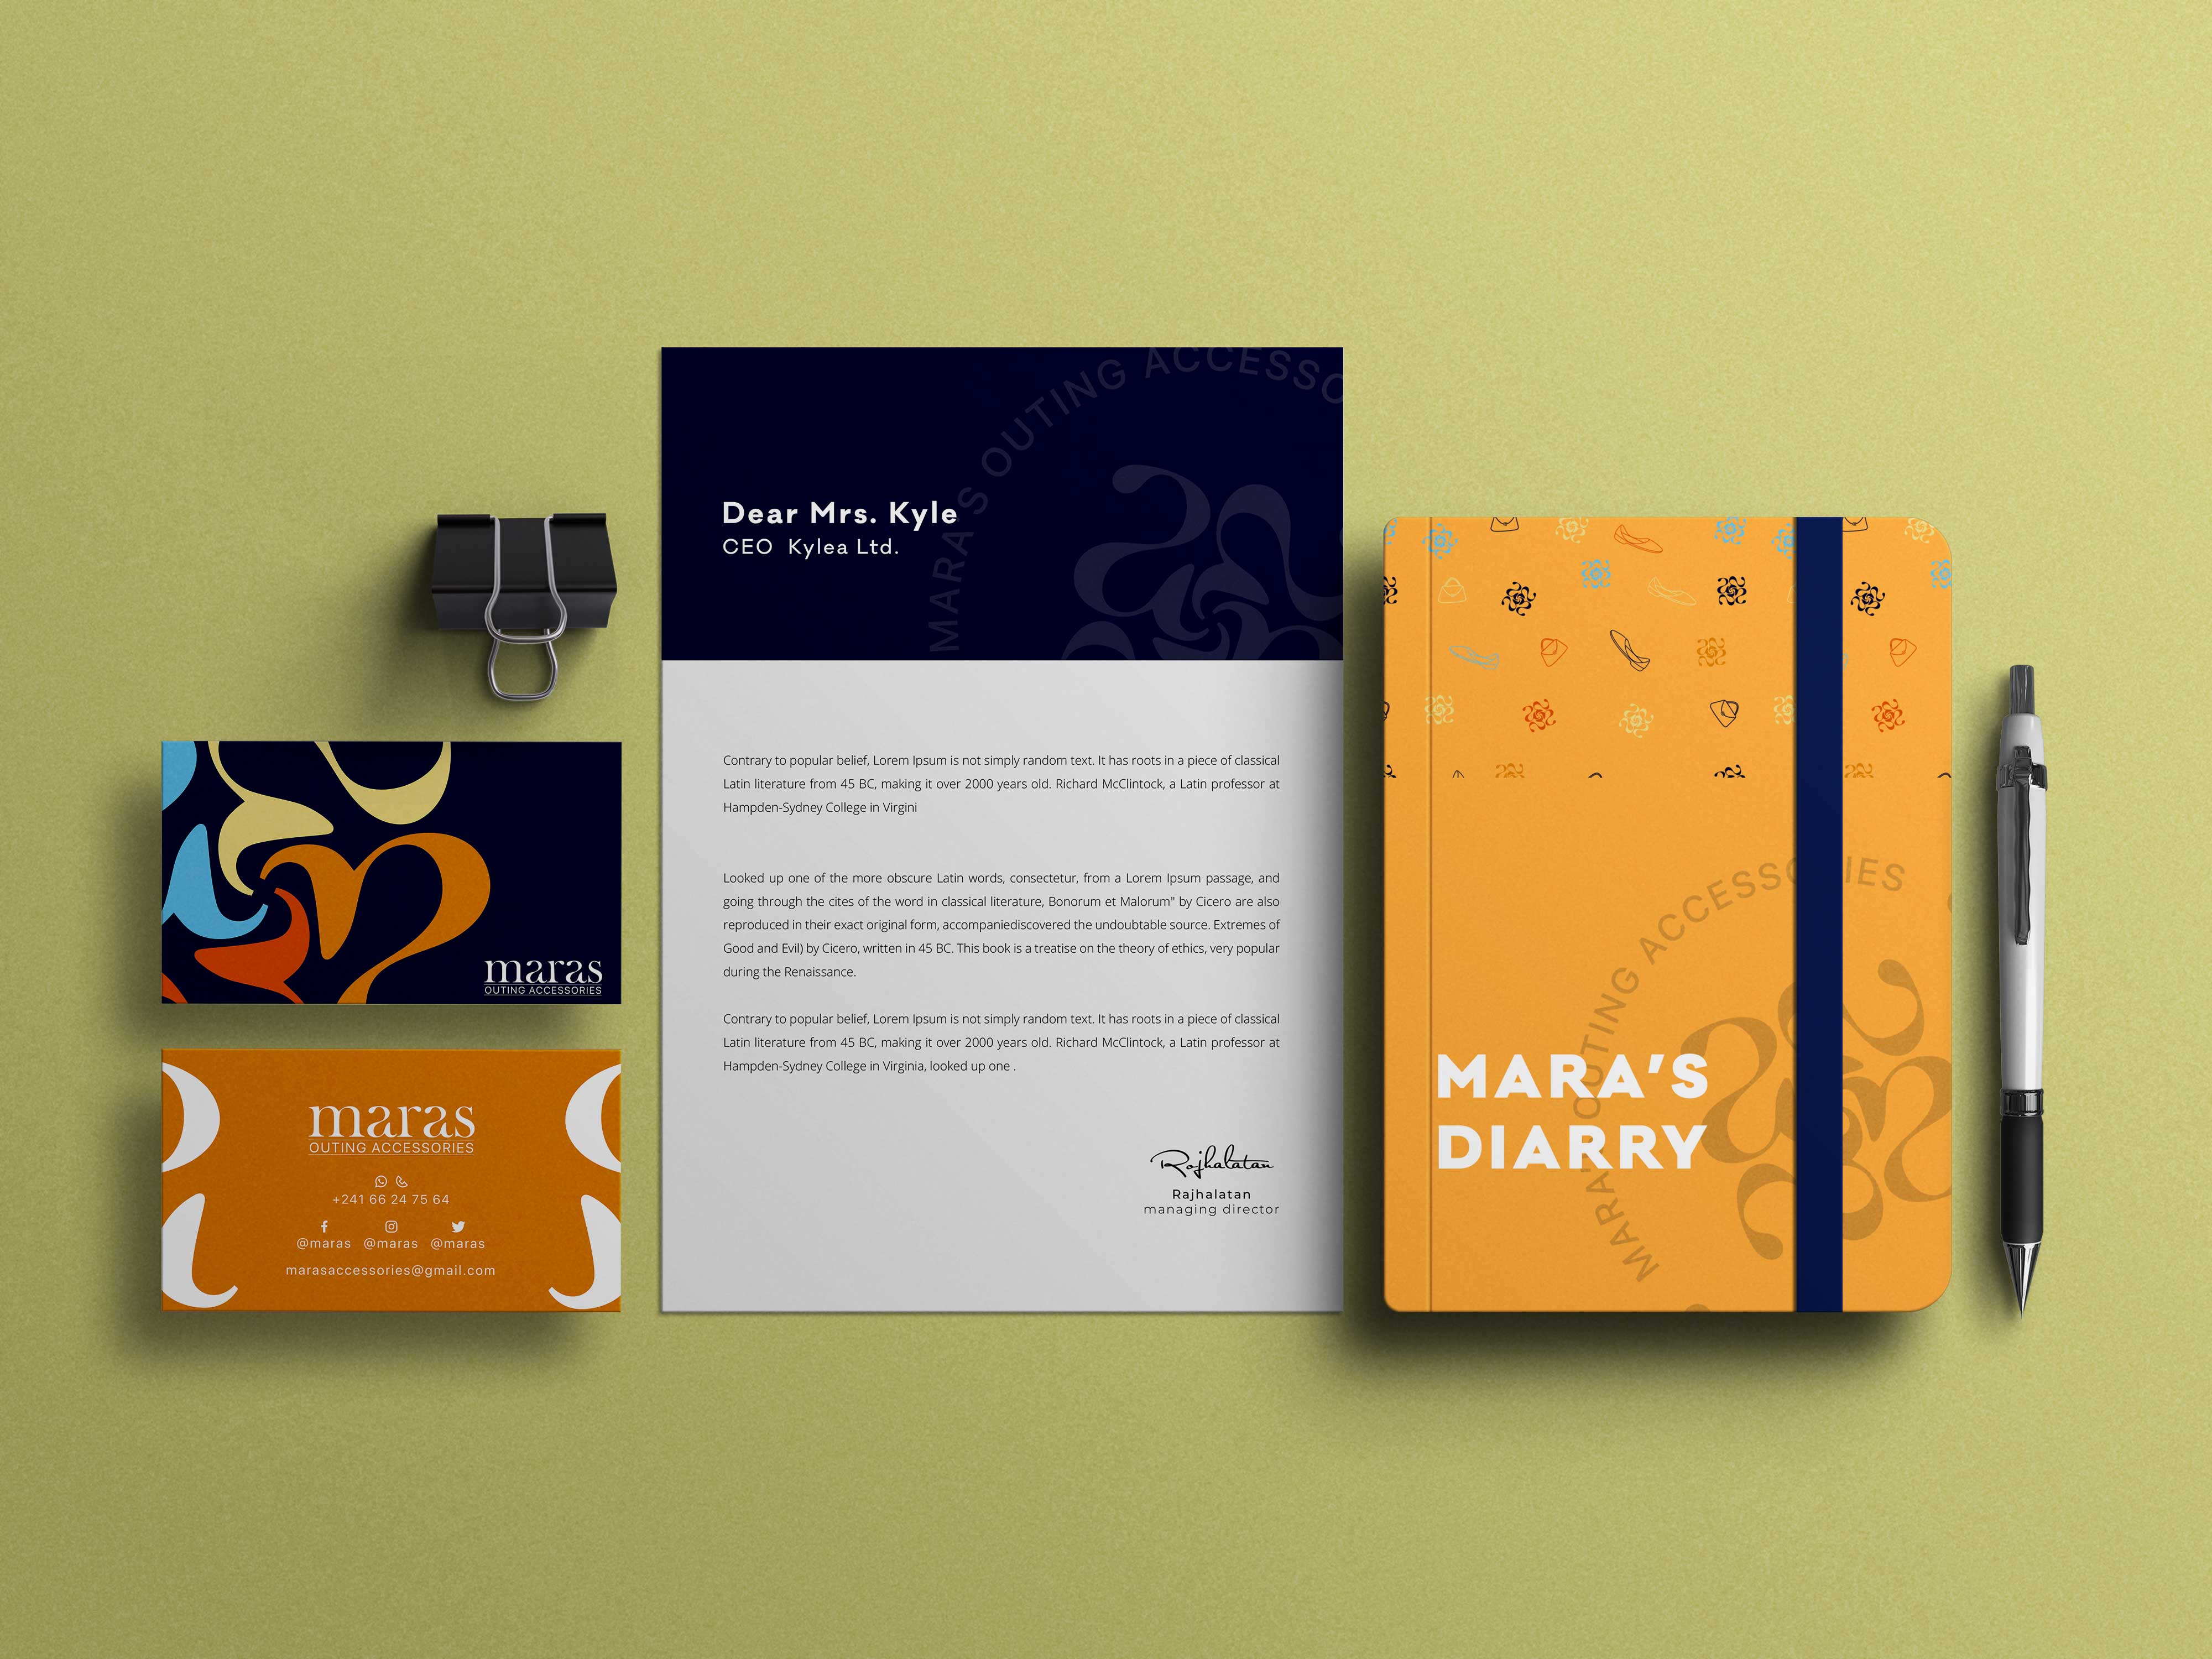 maras
OUTING ACCESSORIES
maras
OUTING ACCESSORIES
+241 66 24 75 64
@maras @maras @maras
marasaccessories@gmail.com
MARAS OUTING ACCESSO
Dear Mrs. Kyle
CEO Kylea Ltd.
Contrary to popular belief, Lorem Ipsum is not simply random text. It has roots in a piece of classical
Latin literature from 45 BC, making it over 2000 years old. Richard McClintock, a Latin professor at
Hampden-Sydney College in Virgini
Looked up one of the more obscure Latin words, consectetur, from a Lorem Ipsum passage, and
going through the cites of the word in classical literature, Bonorum et Malorum" by Cicero are also
reproduced in their exact original form, accompaniediscovered the undoubtable source. Extremes of
Good and Evil) by Cicero, written in 45 BC. This book is a treatise on the theory of ethics, very popular
during the Renaissance.
Contrary to popular belief, Lorem Ipsum is not simply random text. It has roots in a piece of classical
Latin literature from 45 BC, making it over 2000 years old. Richard McClintock, a Latin professor at
Hampden-Sydney College in Virginia, looked up one .
Rajhalatan
Rajhalatan
managing director
MARAS OUTING ACCESSORIES
MARA'S
DIARRY